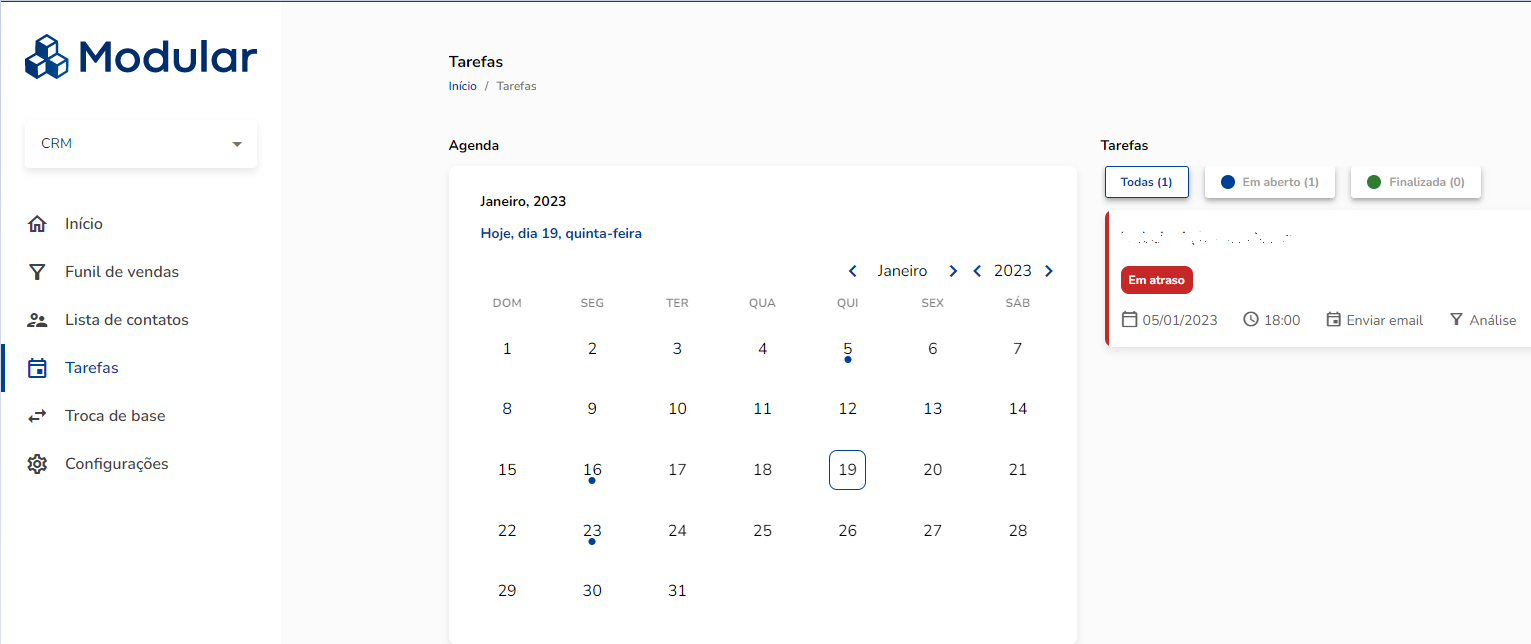 Modular
CRM
Início
Funil de vendas
Lista de contatos
Tarefas
Troca de base
Configurações
Tarefas
Início / Tarefas
Agenda
Janeiro, 2023
Hoje, dia 19, quinta-feira
Janeiro 2023
DOM SEG TER QUA QUI SEX SÁB
1 2 3 4 5 6 7
8 9 10 11 12 13 14
15 16 17 18 19 20 21
22 23 24 25 26 27 28
29 30 31
Tarefas
Todas (1) Em aberto (1) Finalizada (0)
Em atraso
05/01/2023 18:00 Enviar email Análise